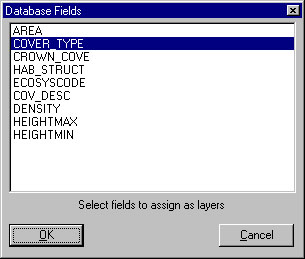 Database Fields
AREA
COVER_TYPE
CROWN_COVE
HAB_STRUCT
ECOSYSCODE
COV_DESC
DENSITY
HEIGHTMAX
HEIGHTMIN
Select fields to assign as layers
OK
Cancel